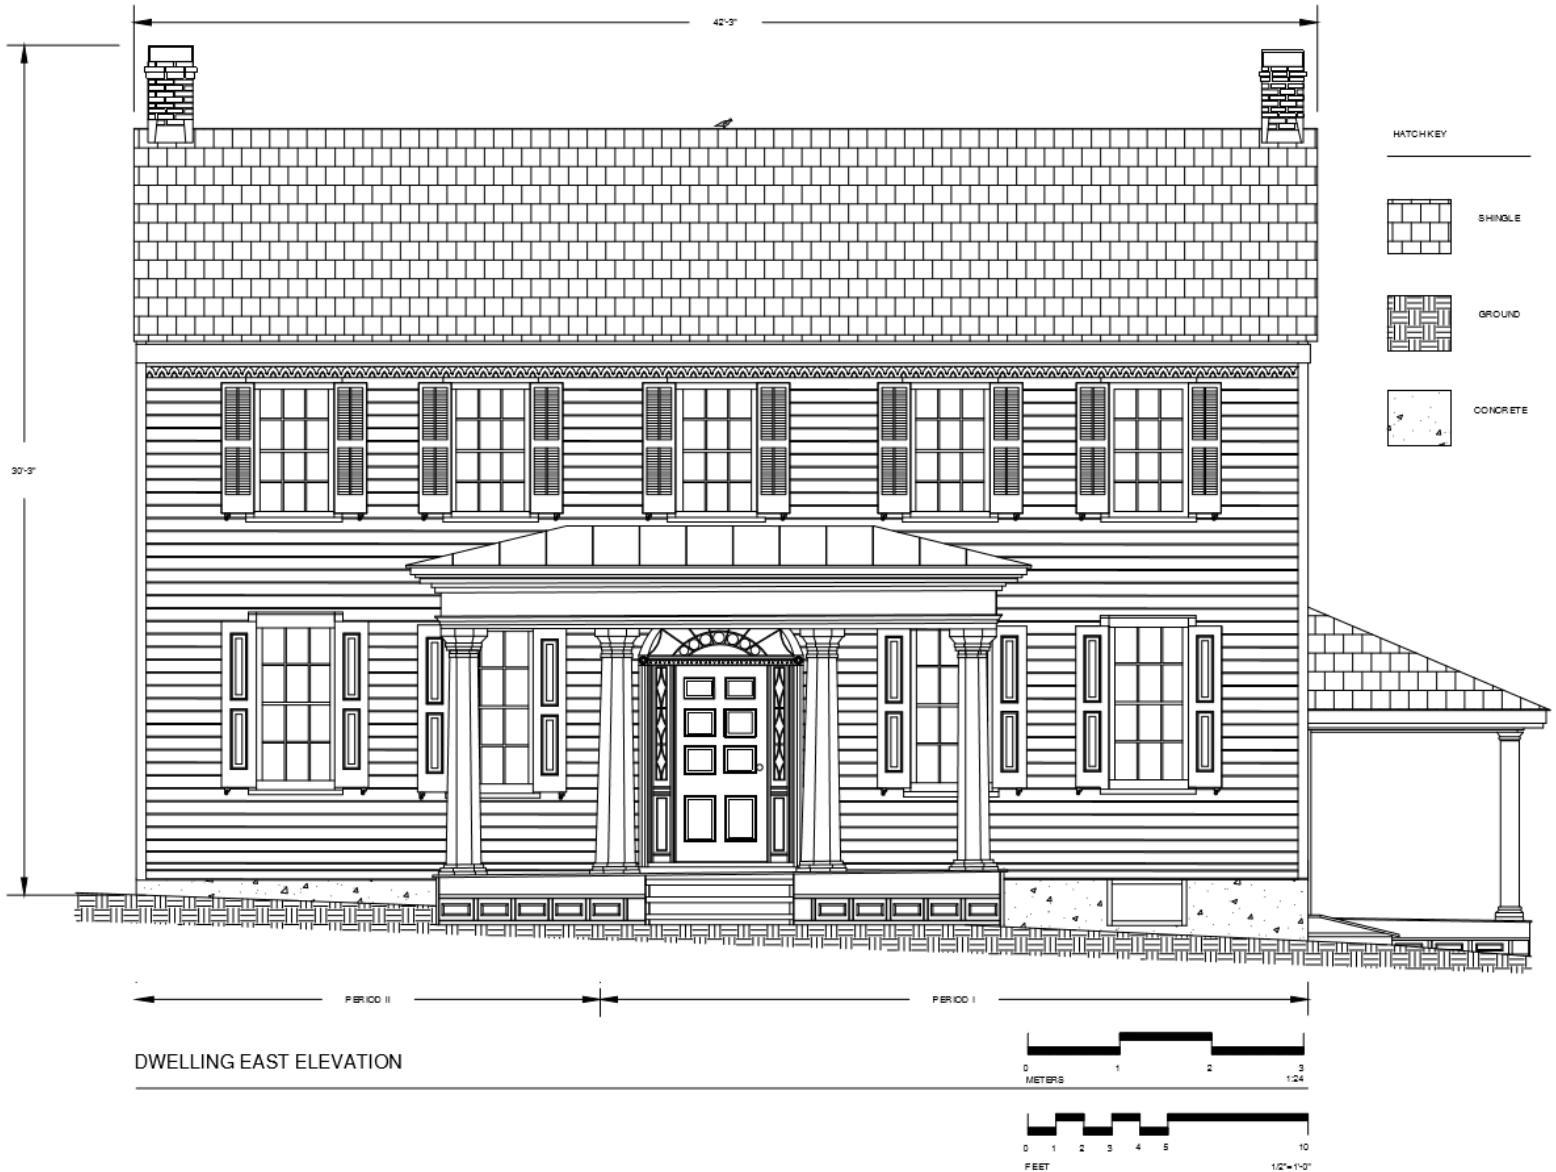 42'-3"
HATCH KEY
SHINGLE
GROUND
CONCRETE
30'-3"
PERIOD II
PERIOD I
DWELLING EAST ELEVATION
0 1 2 3
METERS 1:24
0 1 2 3 4 5 10
FEET 1/2"=1'-0"